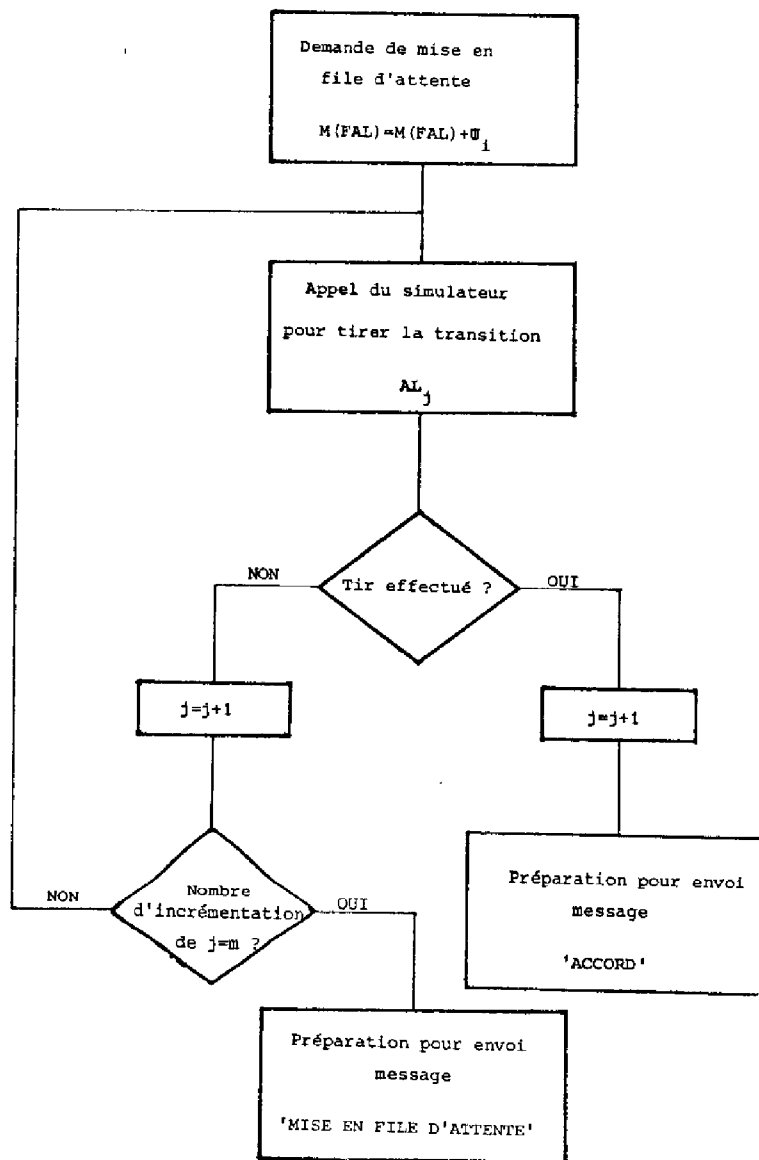 Demande de mise en
file d'attente
M(FAL)=M(FAL)+U_i
Appel du simulateur
pour tirer la transition
AL_j
Tir effectué ?
NON
OUI
j=j+1
j=j+1
Nombre
d'incrémentation
de j=m ?
NON
OUI
Préparation pour envoi
message
'ACCORD'
Préparation pour envoi
message
'MISE EN FILE D'ATTENTE'